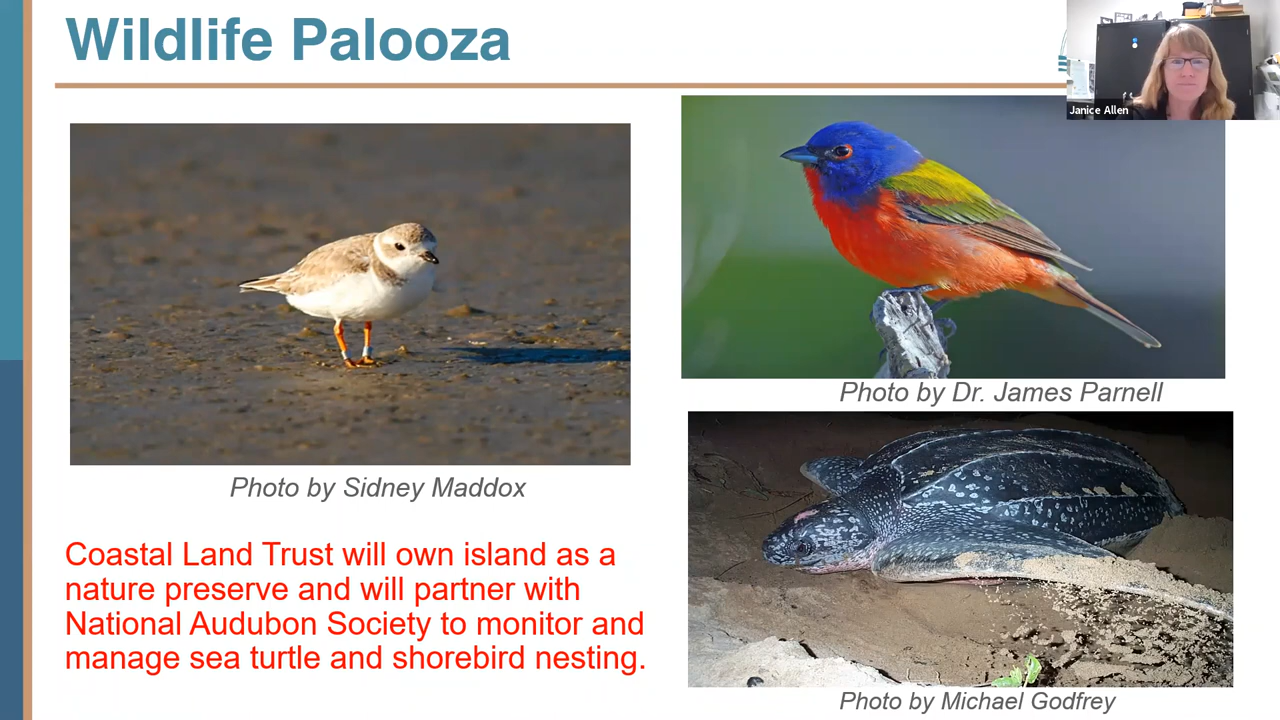 Wildlife Palooza
Janice Allen
Photo by Dr. James Parnell
Photo by Sidney Maddox
Coastal Land Trust will own island as a
nature preserve and will partner with
National Audubon Society to monitor and
manage sea turtle and shorebird nesting.
Photo by Michael Godfrey